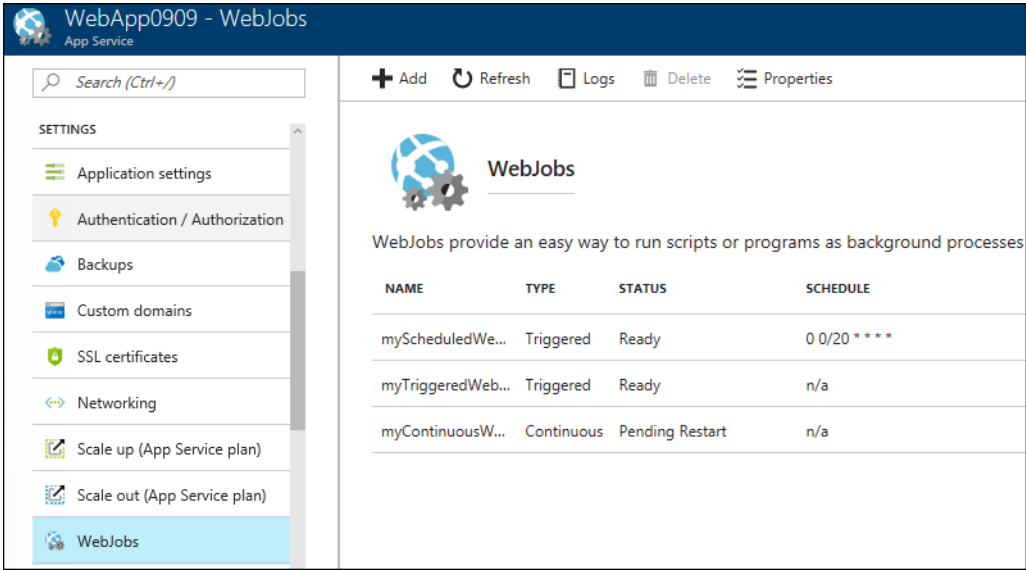 WebApp0909 - WebJobs
App Service
Search (Ctrl+/)
SETTINGS
Application settings
Authentication / Authorization
Backups
Custom domains
SSL certificates
Networking
Scale up (App Service plan)
Scale out (App Service plan)
WebJobs
Add Refresh Logs Delete Properties
WebJobs
WebJobs provide an easy way to run scripts or programs as background processes
NAME TYPE STATUS SCHEDULE
myScheduledWe... Triggered Ready 0 0/20 * * * *
myTriggeredWeb... Triggered Ready n/a
myContinuousW... Continuous Pending Restart n/a